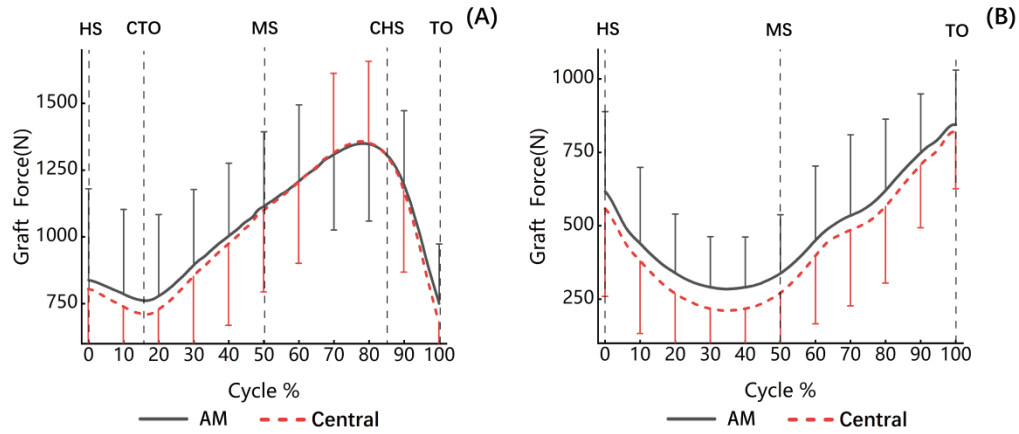 HS CTO MS CHS TO (A)
1500
1250
1000
750
Graft Force(N)
0 10 20 30 40 50 60 70 80 90 100
Cycle %
AM Central
HS MS TO (B)
1000
750
500
250
Graft Force(N)
0 10 20 30 40 50 60 70 80 90 100
Cycle %
AM Central